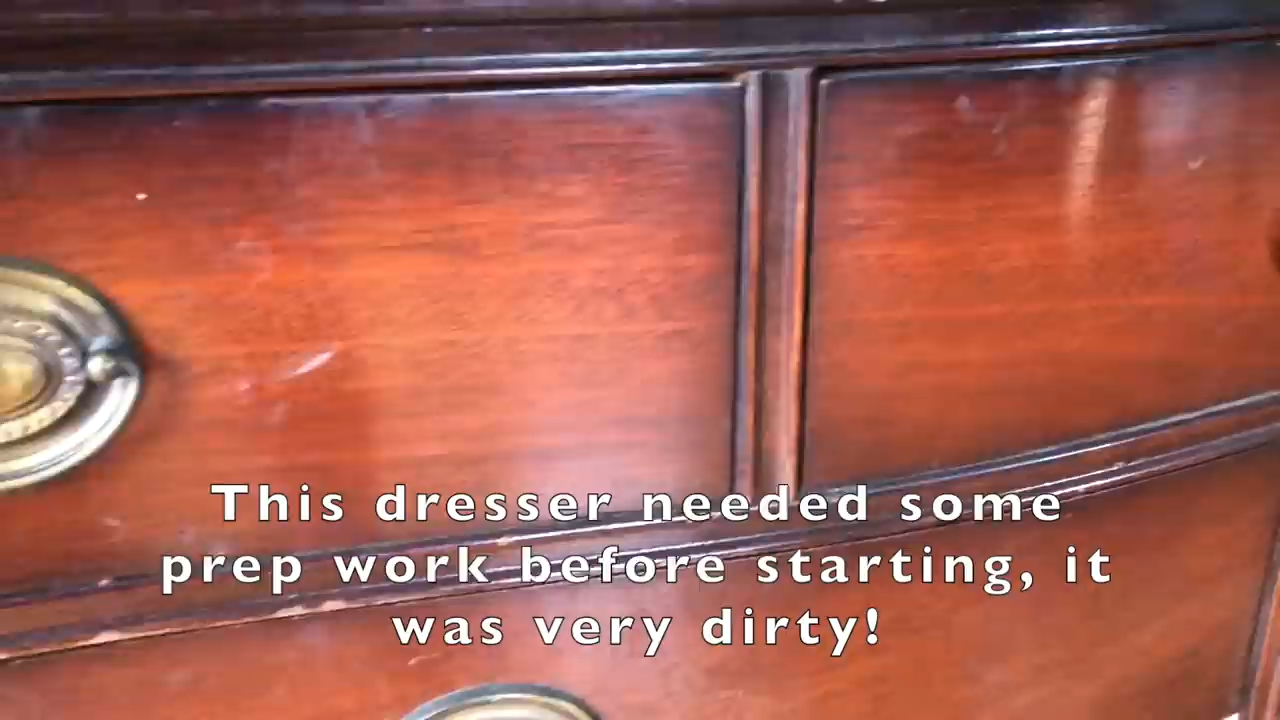 This dresser needed some
prep work before starting, it
was very dirty!